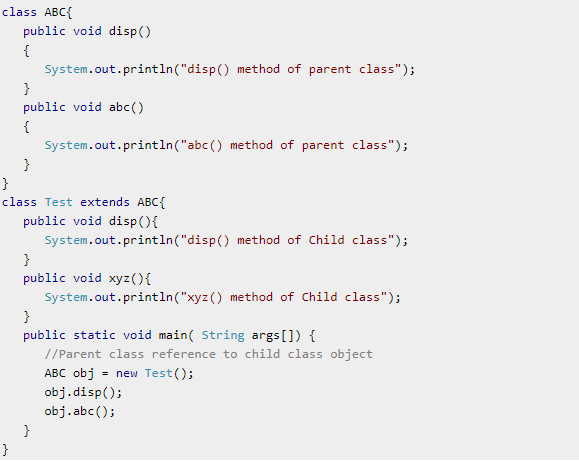 class ABC{
   public void disp()
   {
      System.out.println("disp() method of parent class");
   }
   public void abc()
   {
      System.out.println("abc() method of parent class");
   }
}
class Test extends ABC{
   public void disp(){
      System.out.println("disp() method of Child class");
   }
   public void xyz(){
      System.out.println("xyz() method of Child class");
   }
   public static void main( String args[]) {
      //Parent class reference to child class object
      ABC obj = new Test();
      obj.disp();
      obj.abc();
   }
}